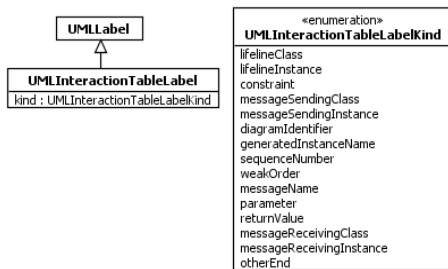 UMLLabel
UMLInteractionTableLabel
kind : UMLInteractionTableLabelKind
«enumeration»
UMLInteractionTableLabelKind
lifelineClass
lifelineInstance
constraint
messageSendingClass
messageSendingInstance
diagramIdentifier
generatedInstanceName
sequenceNumber
weakOrder
messageName
parameter
returnValue
messageReceivingClass
messageReceivingInstance
otherEnd